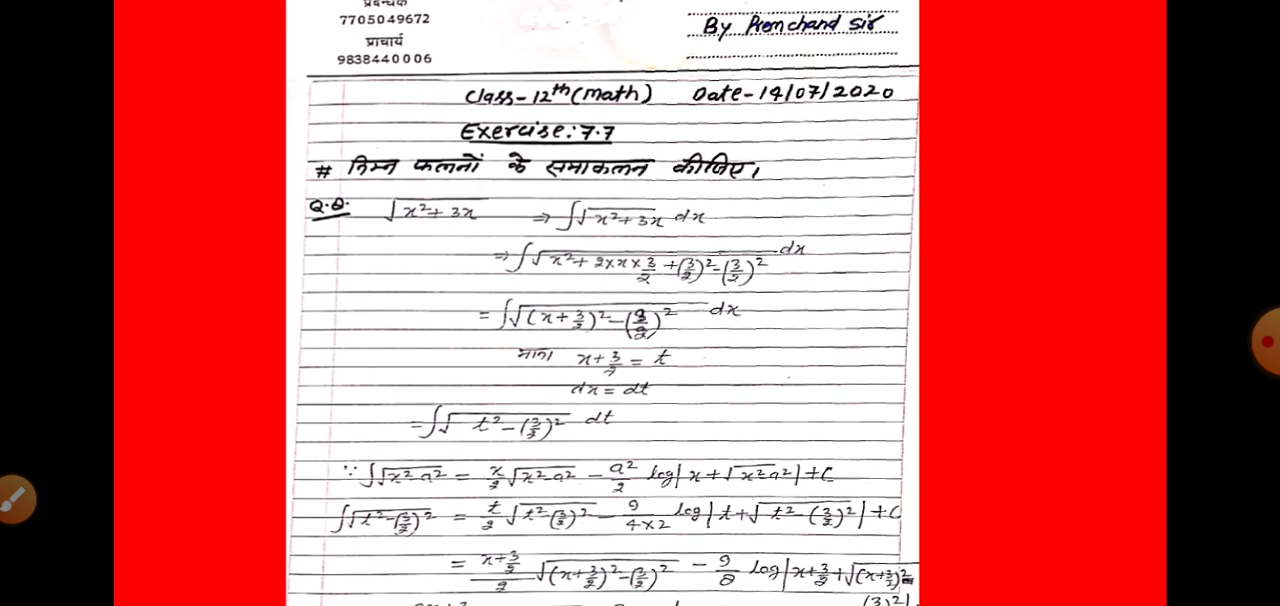 प्रबन्धक
7705049672
प्राचार्य
9838440006
By Premchand Sir
Class-12th (Math) Date-14/07/2020
Exercise:7.7
# निम्न फलनों के समाकलन कीजिए।
Q.8. √x²+3x ⇒ ∫√x²+3x dx
⇒ ∫√x²+2×x×3/2+(3/2)²-(3/2)² dx
= ∫√(x+3/2)²-(3/2)² dx
माना x+3/2 = t
dx = dt
= ∫√t²-(3/2)² dt
∵ ∫√x²-a² = x/2 √x²-a² - a²/2 log|x+√x²-a²|+C
∫√t²-(3/2)² = t/2 √t²-(3/2)² - 9/4×2 log|t+√t²-(3/2)²|+C
= x+3/2/2 √(x+3/2)²-(3/2)² - 9/8 log|x+3/2+√(x+3/2)²-
(3/2)²|